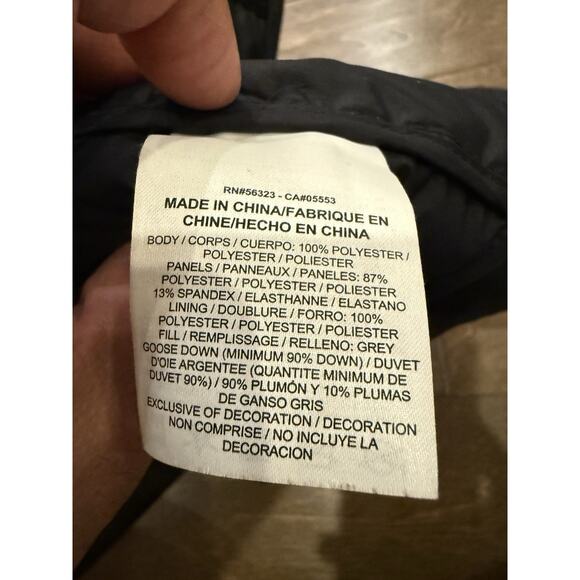 RN#56323 - CA#05553
MADE IN CHINA/FABRIQUE EN
CHINE/HECHO EN CHINA
BODY / CORPS / CUERPO: 100% POLYESTER /
POLYESTER / POLIESTER
PANELS / PANNEAUX / PANELES: 87%
POLYESTER / POLYESTER / POLIESTER
13% SPANDEX / ELASTHANNE / ELASTANO
LINING / DOUBLURE / FORRO: 100%
POLYESTER / POLYESTER / POLIESTER
FILL / REMPLISSAGE / RELLENO: GREY
GOOSE DOWN (MINIMUM 90% DOWN) / DUVET
D'OIE ARGENTEE (QUANTITE MINIMUM DE
DUVET 90%) / 90% PLUMÓN Y 10% PLUMAS
DE GANSO GRIS
EXCLUSIVE OF DECORATION / DECORATION
NON COMPRISE / NO INCLUYE LA
DECORACION